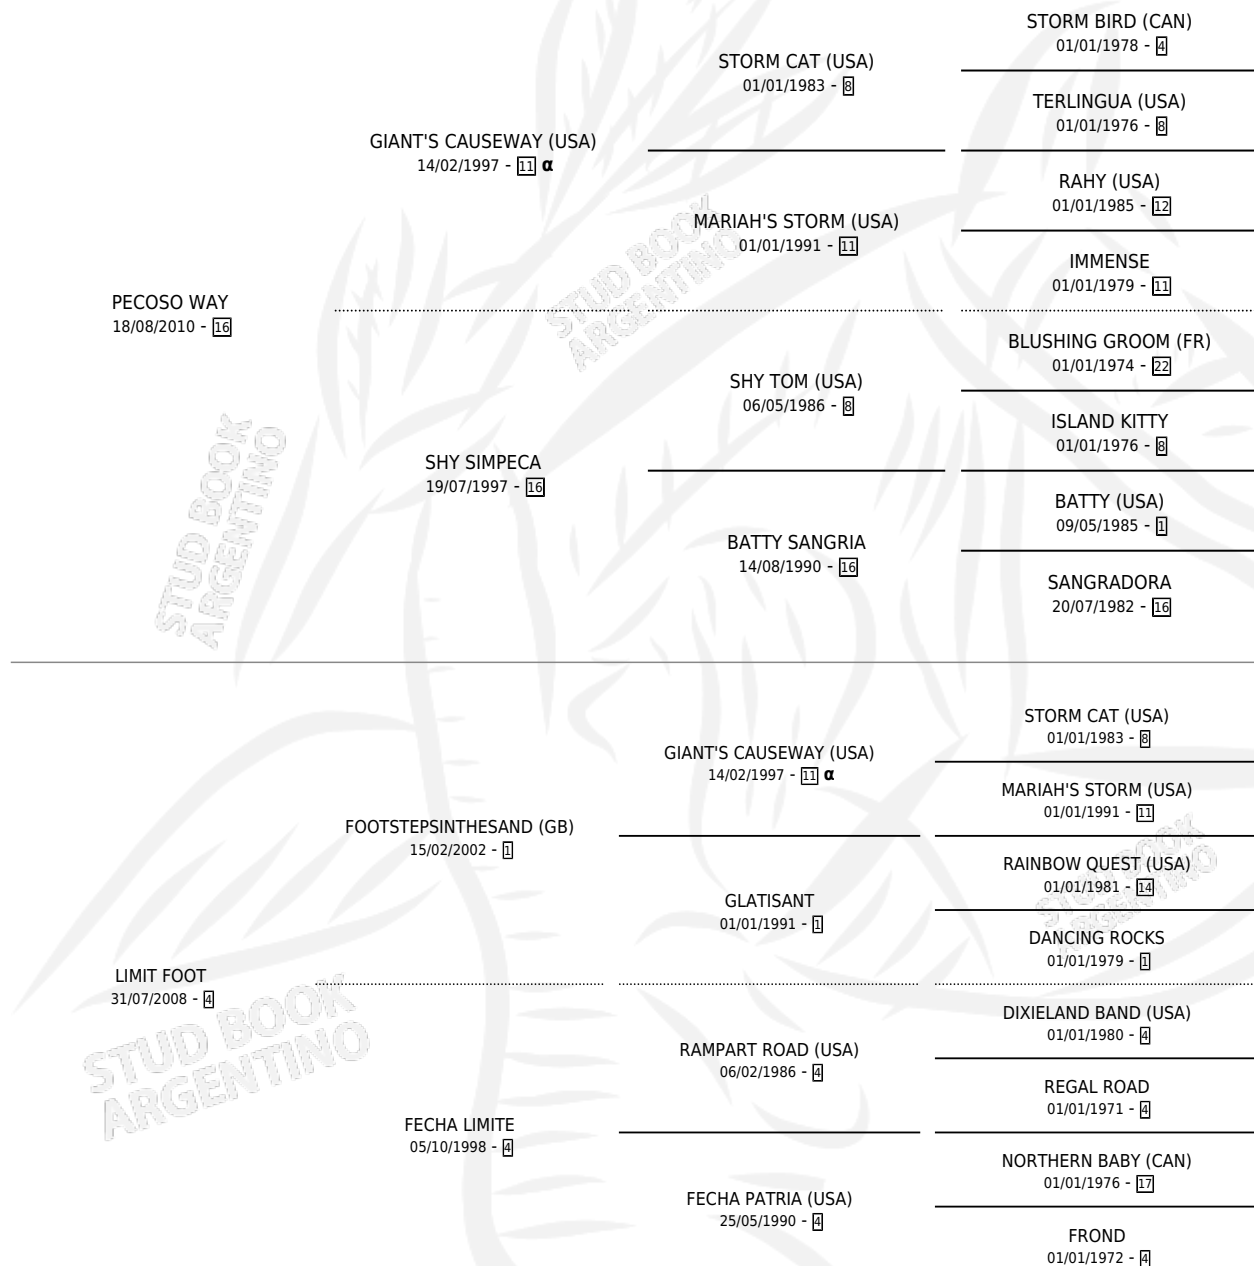 STORM BIRD (CAN)
01/01/1978 - 4
STORM CAT (USA)
01/01/1983 - 8
TERLINGUA (USA)
01/01/1976 - 8
GIANT'S CAUSEWAY (USA)
14/02/1997 - 11 α
RAHY (USA)
01/01/1985 - 12
MARIAH'S STORM (USA)
01/01/1991 - 11
IMMENSE
01/01/1979 - 11
PECOSO WAY
18/08/2010 - 16
BLUSHING GROOM (FR)
01/01/1974 - 22
SHY TOM (USA)
06/05/1986 - 8
ISLAND KITTY
01/01/1976 - 8
SHY SIMPECA
19/07/1997 - 16
BATTY (USA)
09/05/1985 - 1
BATTY SANGRIA
14/08/1990 - 16
SANGRADORA
20/07/1982 - 16
STUD BOOK
ARGENTINO
STUD BOOK
ARGENTINO
STORM CAT (USA)
01/01/1983 - 8
GIANT'S CAUSEWAY (USA)
14/02/1997 - 11 α
MARIAH'S STORM (USA)
01/01/1991 - 11
FOOTSTEPSINTHESAND (GB)
15/02/2002 - 1
RAINBOW QUEST (USA)
01/01/1981 - 14
GLATISANT
01/01/1991 - 1
DANCING ROCKS
01/01/1979 - 1
LIMIT FOOT
31/07/2008 - 4
DIXIELAND BAND (USA)
01/01/1980 - 4
RAMPART ROAD (USA)
06/02/1986 - 4
REGAL ROAD
01/01/1971 - 4
FECHA LIMITE
05/10/1998 - 4
NORTHERN BABY (CAN)
01/01/1976 - 17
FECHA PATRIA (USA)
25/05/1990 - 4
FROND
01/01/1972 - 4
STUD BOOK
ARGENTINO
STUD BOOK
ARGENTINO